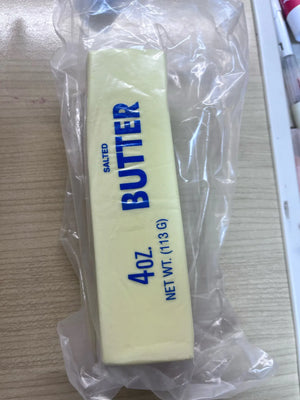 SALTED
BUTTER
4 OZ.
NET WT. (113 G)